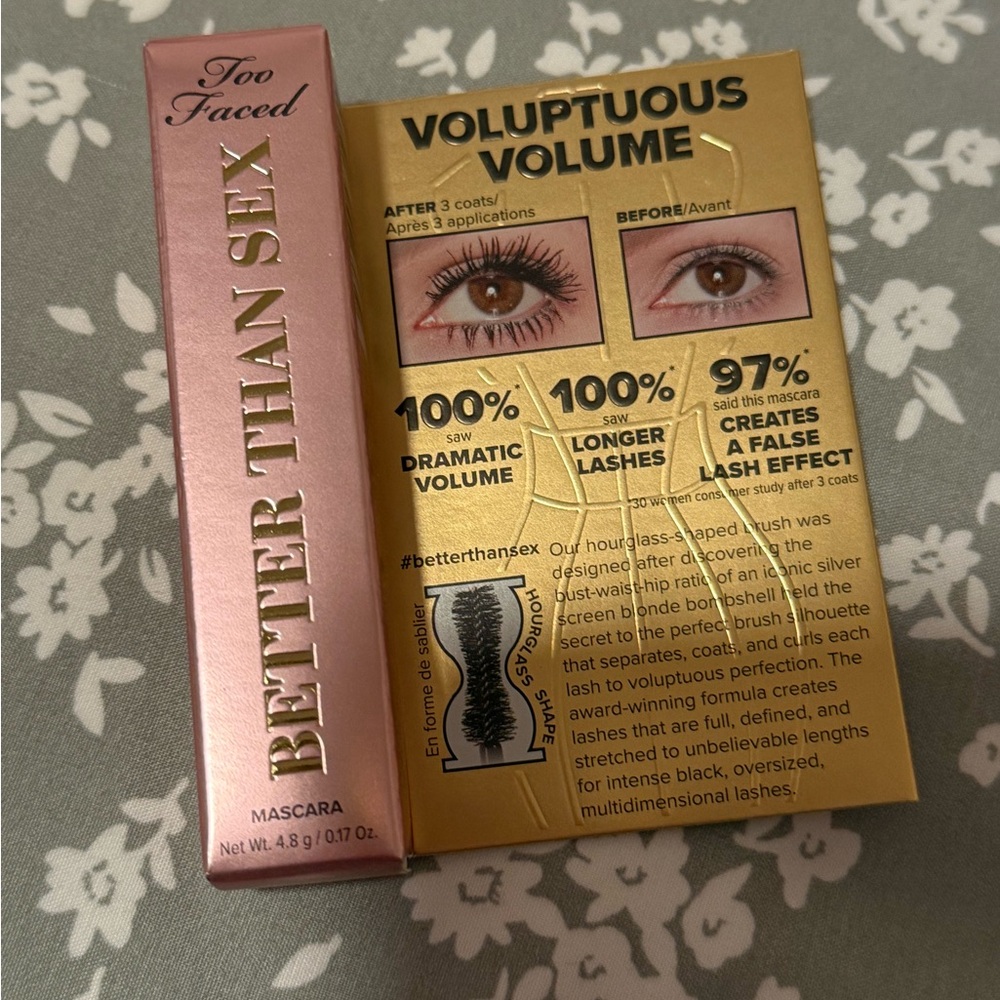 Too
Faced
BETTER THAN SEX
MASCARA
Net Wt. 4.8 g / 0.17 Oz.
VOLUPTUOUS
VOLUME
AFTER 3 coats/
Après 3 applications
BEFORE/Avant
100%*
saw
DRAMATIC
VOLUME
100%*
saw
LONGER
LASHES
97%*
said this mascara
CREATES
A FALSE
LASH EFFECT
*30 women consumer study after 3 coats
#betterthansex
En forme de sablier
HOURGLASS SHAPE
Our hourglass-shaped brush was
designed after discovering the
bust-waist-hip ratio of an iconic silver
screen blonde bombshell held the
secret to the perfect brush silhouette
that separates, coats, and curls each
lash to voluptuous perfection. The
award-winning formula creates
lashes that are full, defined, and
stretched to unbelievable lengths
for intense black, oversized,
multidimensional lashes.